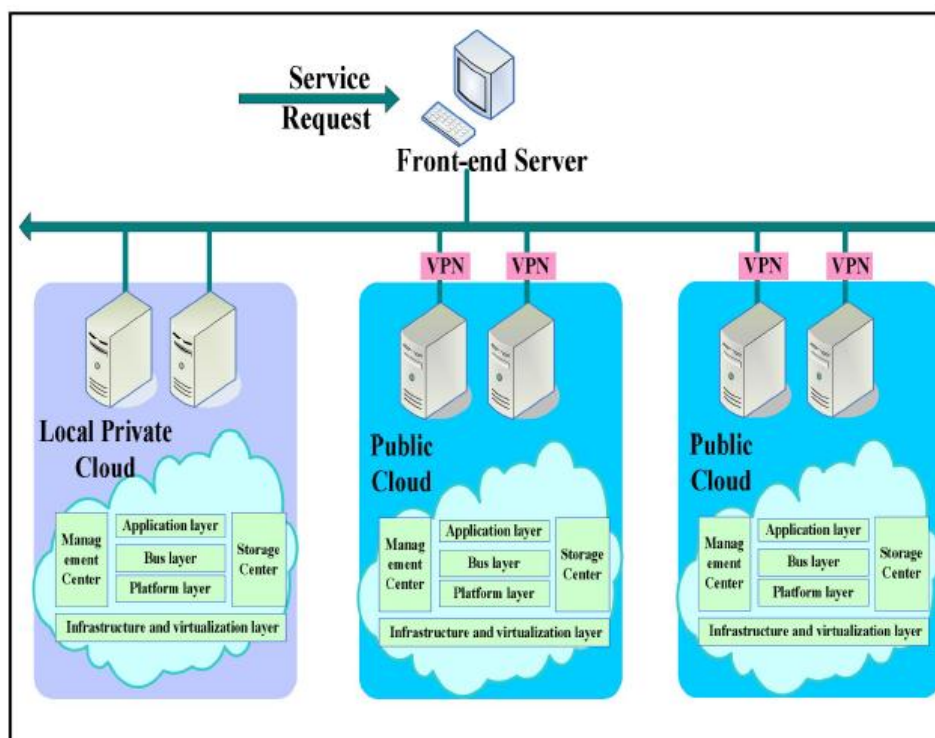 Service
Request
Front-end Server
VPN
VPN
VPN
VPN
Local Private
Cloud
Manag
ement
Center
Application layer
Bus layer
Platform layer
Storage
Center
Infrastructure and virtualization layer
Public
Cloud
Manag
ement
Center
Application layer
Bus layer
Platform layer
Storage
Center
Infrastructure and virtualization layer
Public
Cloud
Manag
ement
Center
Application layer
Bus layer
Platform layer
Storage
Center
Infrastructure and virtualization layer